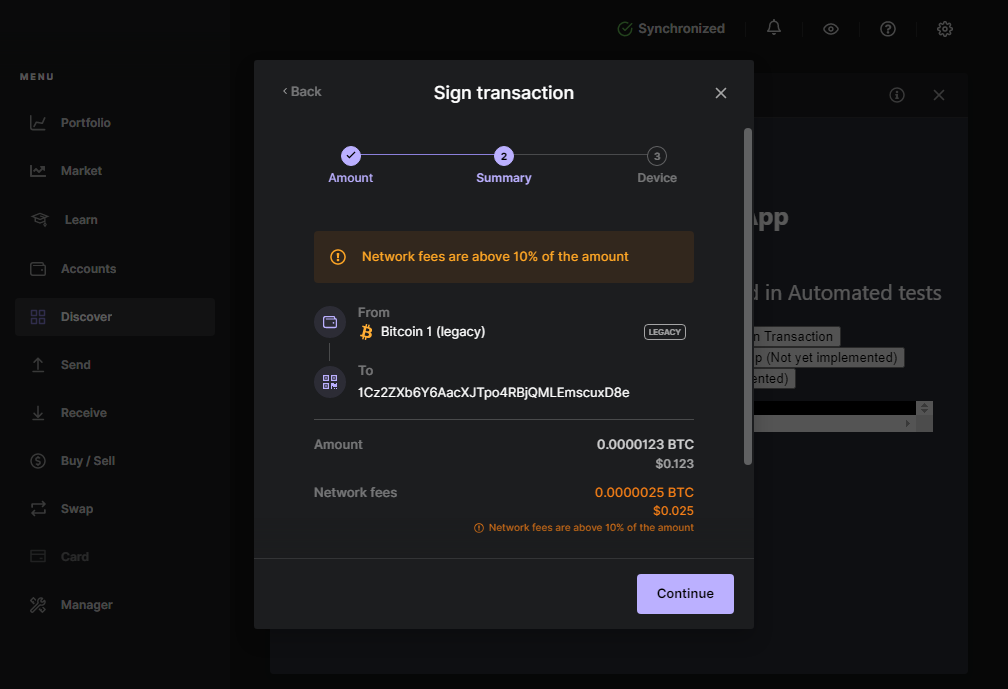 Synchronized
MENU
Portfolio
Market
Learn
Accounts
Discover
Send
Receive
Buy / Sell
Swap
Card
Manager
Back
Sign transaction
Amount
2
Summary
3
Device
Network fees are above 10% of the amount
From
Bitcoin 1 (legacy)
LEGACY
To
1Cz2ZXb6Y6AacXJTpo4RBjQMLEmscuxD8e
Amount
0.0000123 BTC
$0.123
Network fees
0.0000025 BTC
$0.025
Network fees are above 10% of the amount
Continue
App
d in Automated tests
n Transaction
p (Not yet implemented)
ented)